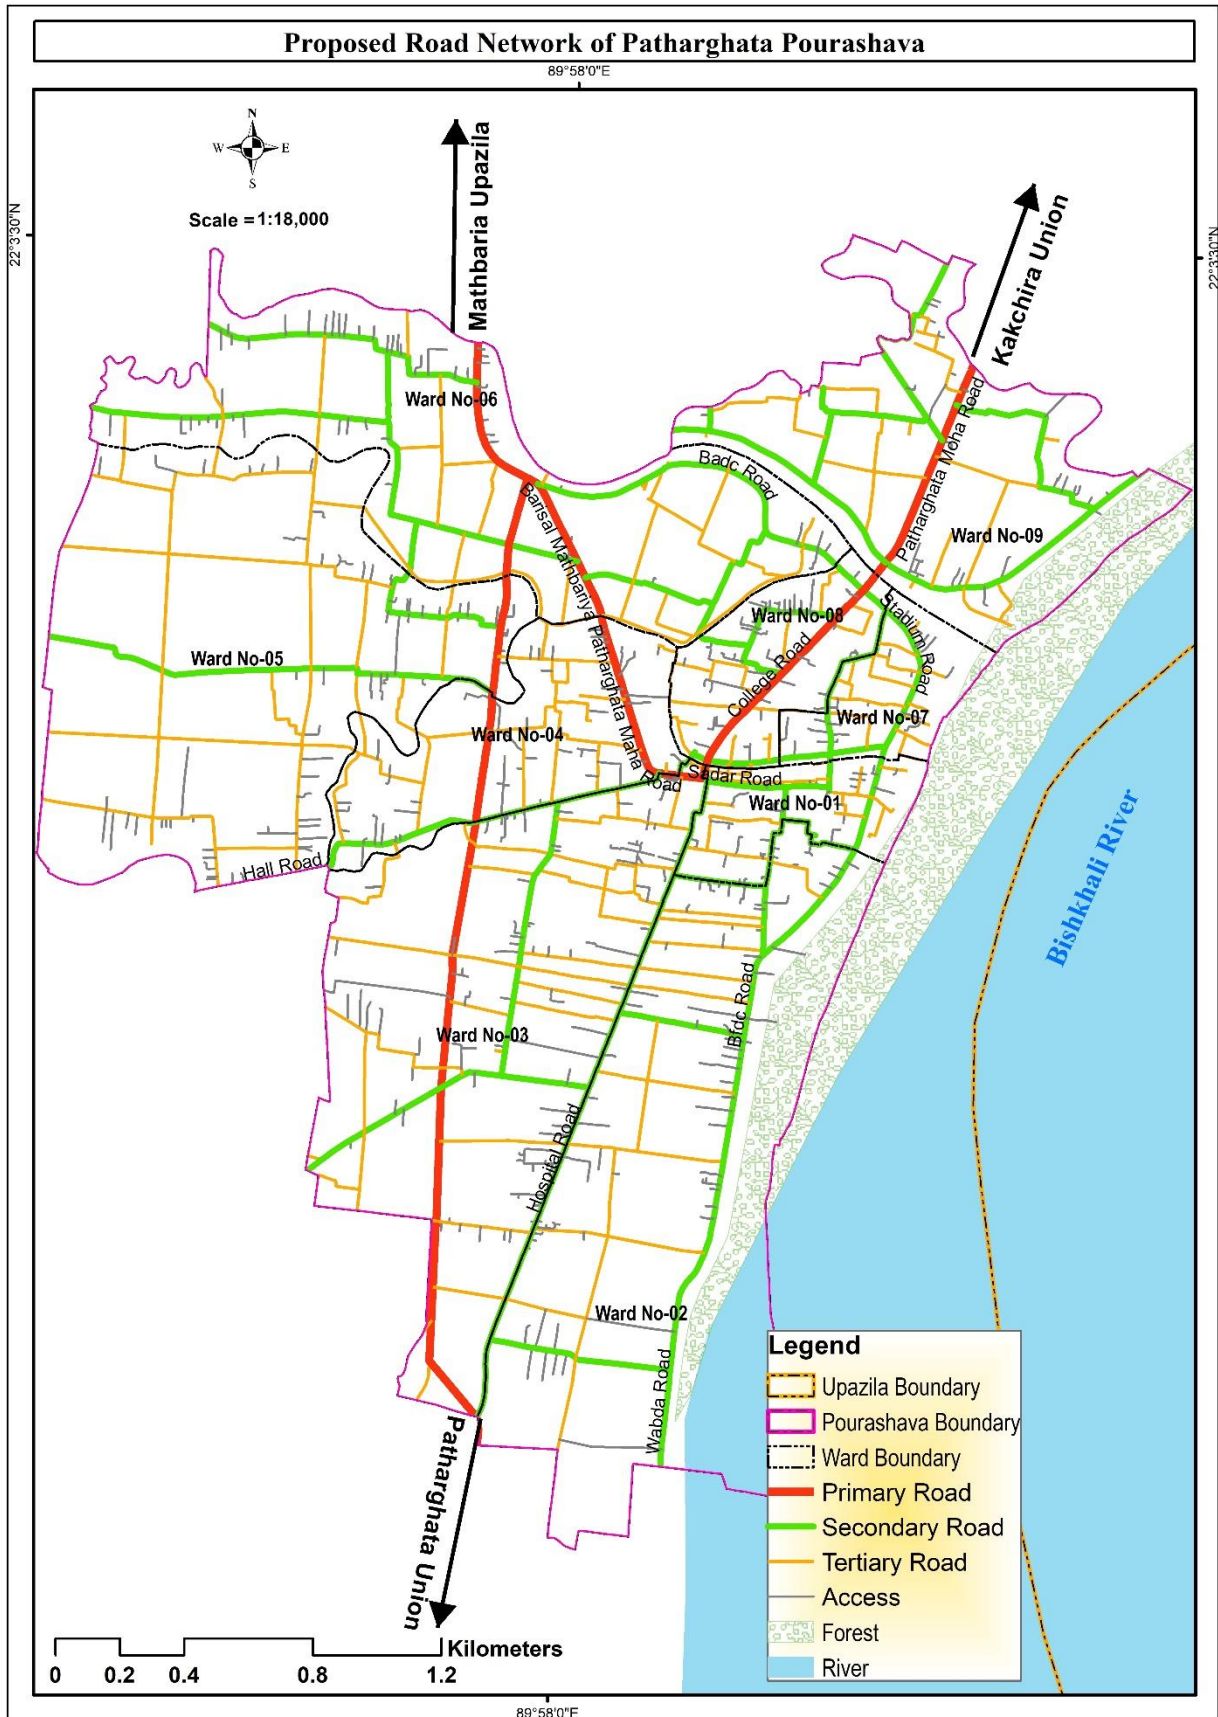 Proposed Road Network of Patharghata Pourashava
89°58'0"E
N
W
E
S
Scale = 1:18,000
22°3'30"N
22°3'30"N
Mathbaria Upazila
Kakchira Union
Ward No-06
Patharghata Moha Road
Badc Road
Barisal Mathbariya Patharghata Maha Road
Ward No-09
Ward No-08
Stadium Road
Ward No-05
College Road
Ward No-07
Ward No-04
Sadar Road
Ward No-01
Hall Road
Bishkhali River
Bfdc Road
Ward No-03
Hospital Road
Ward No-02
Wabda Road
Patharghata Union
Legend
Upazila Boundary
Pourashava Boundary
Ward Boundary
Primary Road
Secondary Road
Tertiary Road
Access
Forest
River
Kilometers
0 0.2 0.4 0.8 1.2
89°58'0"E